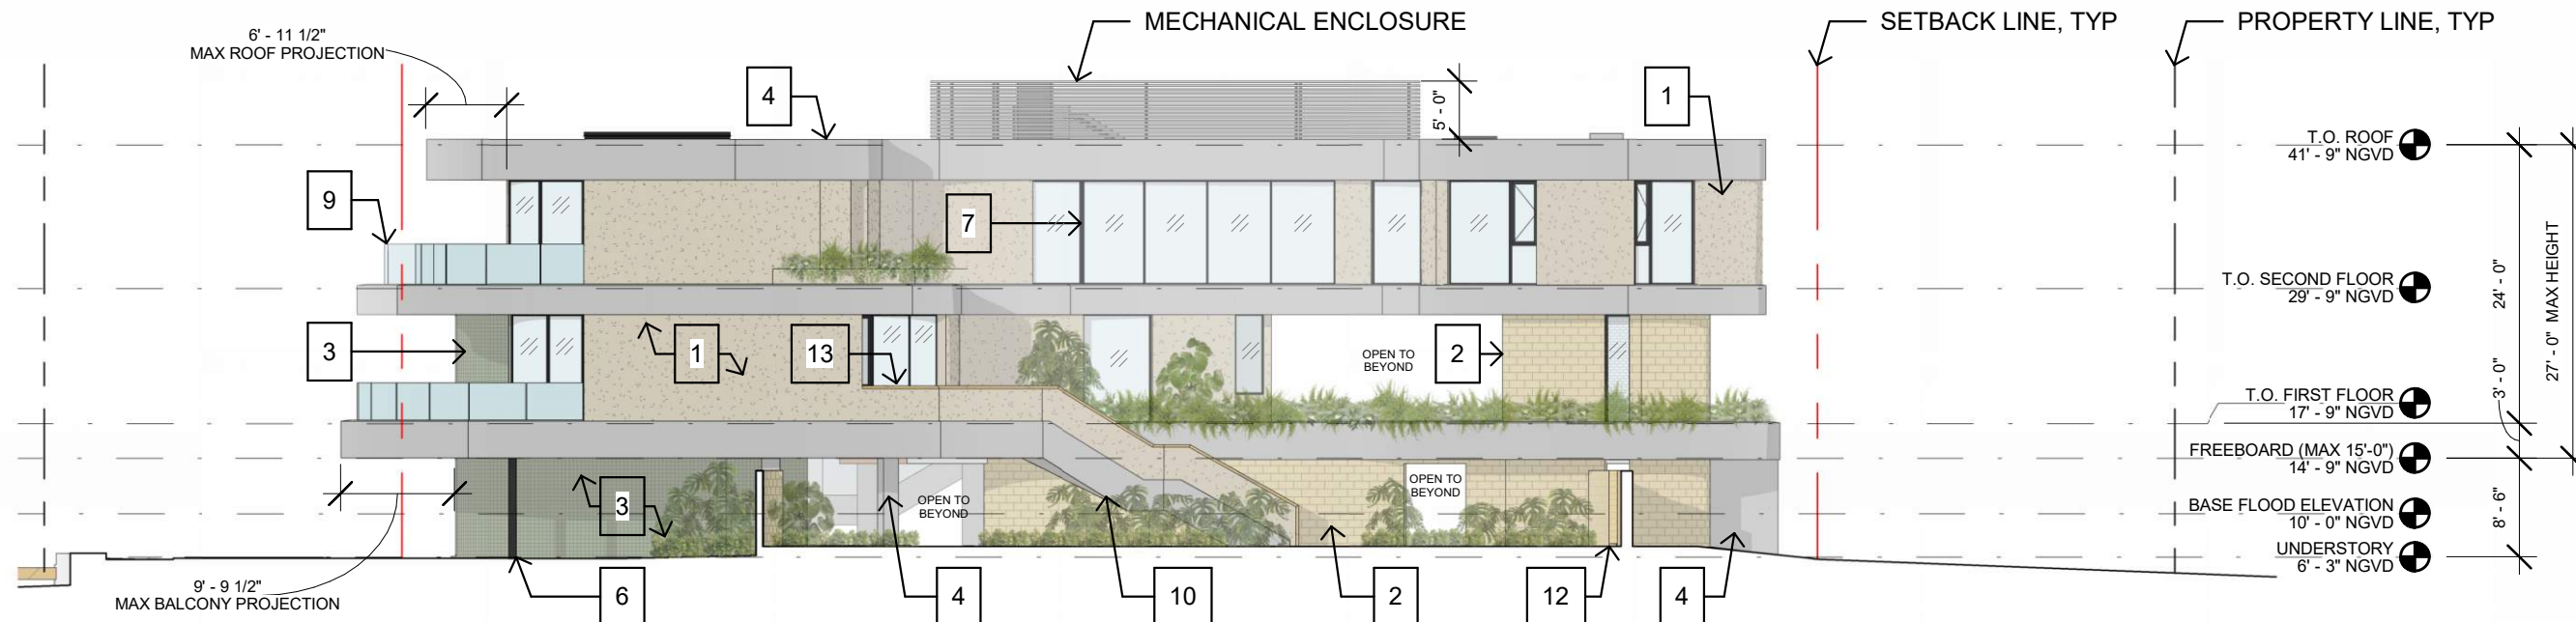 MECHANICAL ENCLOSURE
SETBACK LINE, TYP
PROPERTY LINE, TYP
6' - 11 1/2"
MAX ROOF PROJECTION
4
1
5' - 0"
T.O. ROOF
41' - 9" NGVD
9
7
27' - 0" MAX HEIGHT
24' - 0"
T.O. SECOND FLOOR
29' - 9" NGVD
3
1
13
OPEN TO
BEYOND
2
3' - 0"
T.O. FIRST FLOOR
17' - 9" NGVD
FREEBOARD (MAX 15'-0")
14' - 9" NGVD
3
OPEN TO
BEYOND
OPEN TO
BEYOND
BASE FLOOD ELEVATION
10' - 0" NGVD
8' - 6"
UNDERSTORY
6' - 3" NGVD
9' - 9 1/2"
MAX BALCONY PROJECTION
6
4
10
2
12
4